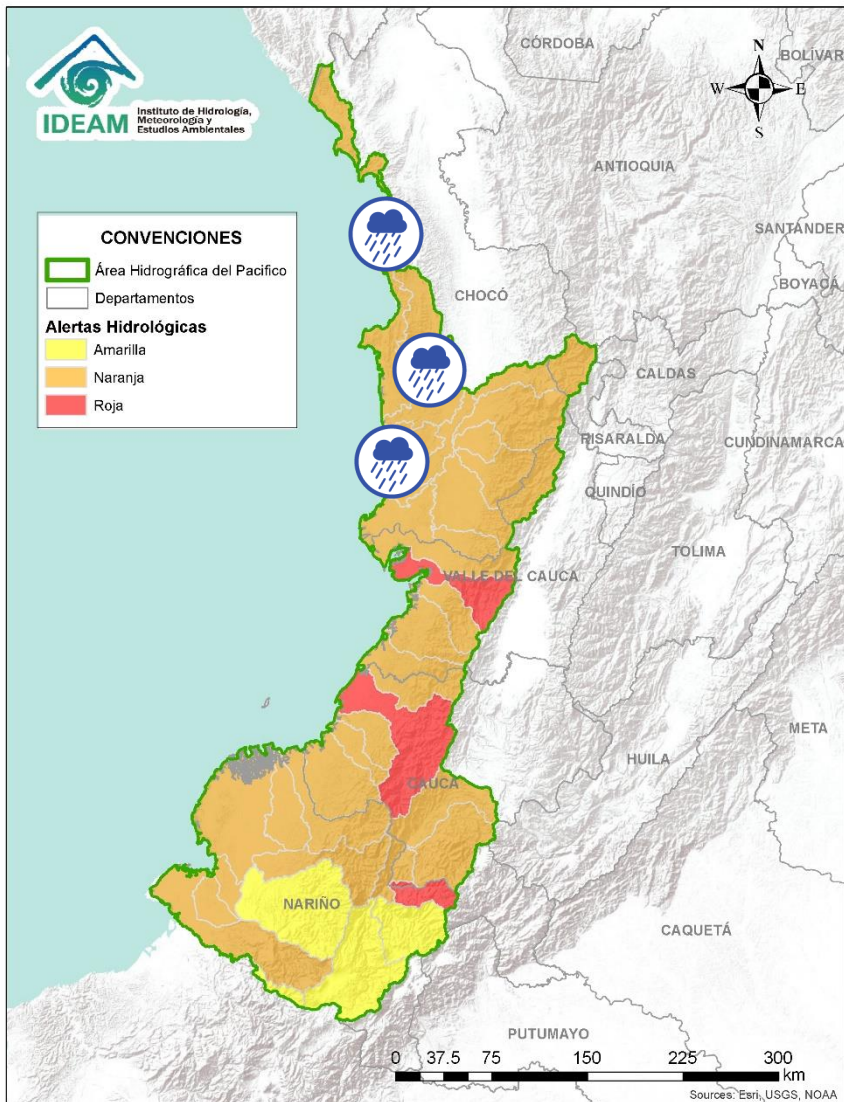 IDEAM
Instituto de Hidrología,
Meteorología y
Estudios Ambientales
N
W E
S
CÓRDOBA
BOLÍVAR
ANTIOQUIA
SANTANDER
BOYACÁ
CHOCÓ
CALDAS
RISARALDA
CUNDINAMARCA
QUINDÍO
TOLIMA
VALLE DEL CAUCA
META
HUILA
CAUCA
NARIÑO
CAQUETÁ
PUTUMAYO
CONVENCIONES
Área Hidrográfica del Pacifico
Departamentos
Alertas Hidrológicas
Amarilla
Naranja
Roja
0 37.5 75 150 225 300
km
Sources: Esri, USGS, NOAA